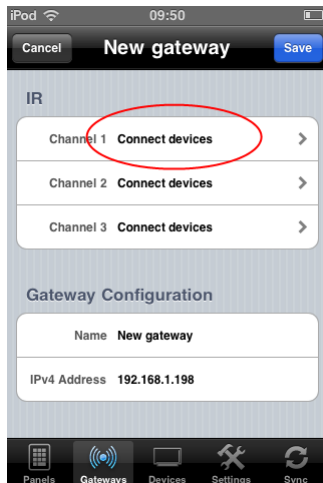 iPod 09:50
Cancel New gateway Save
IR
Channel 1 Connect devices
Channel 2 Connect devices
Channel 3 Connect devices
Gateway Configuration
Name New gateway
IPv4 Address 192.168.1.198
Panels Gateways Devices Settings Sync